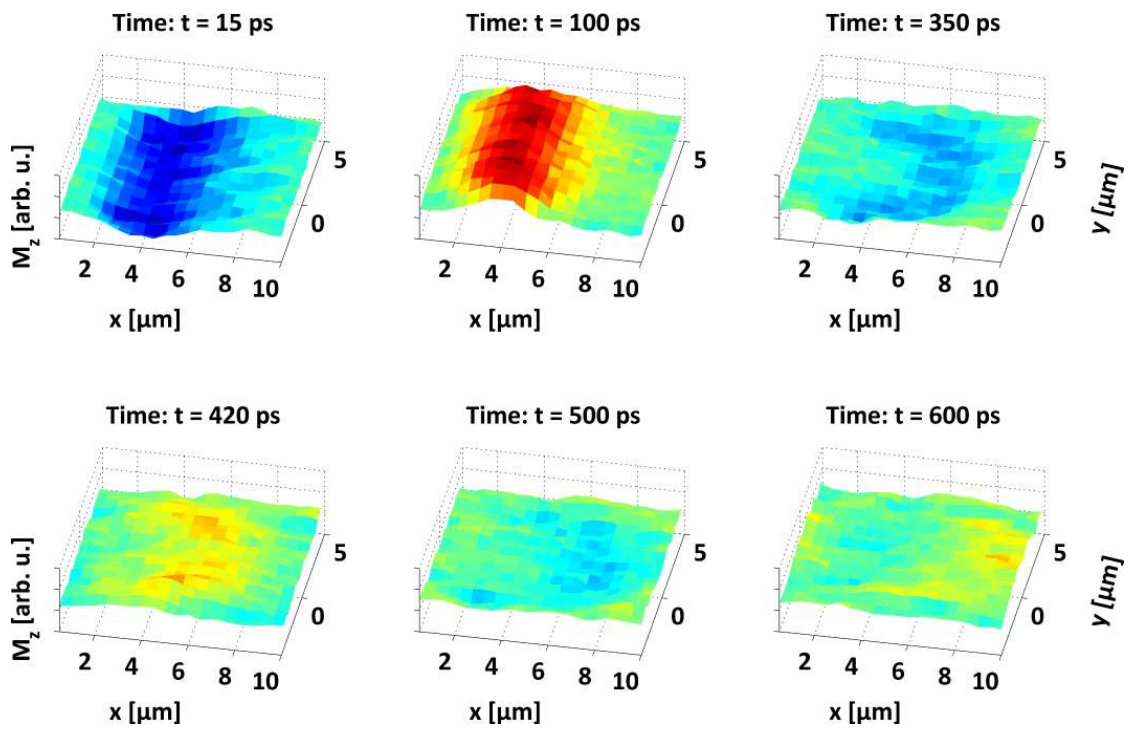 Time: t = 15 ps
Time: t = 100 ps
Time: t = 350 ps
M_z [arb. u.]
2 4 6 8 10
0 5
x [µm]
2 4 6 8 10
0 5
x [µm]
2 4 6 8 10
0 5
x [µm]
y [µm]
Time: t = 420 ps
Time: t = 500 ps
Time: t = 600 ps
M_z [arb. u.]
2 4 6 8 10
0 5
x [µm]
2 4 6 8 10
0 5
x [µm]
2 4 6 8 10
0 5
x [µm]
y [µm]